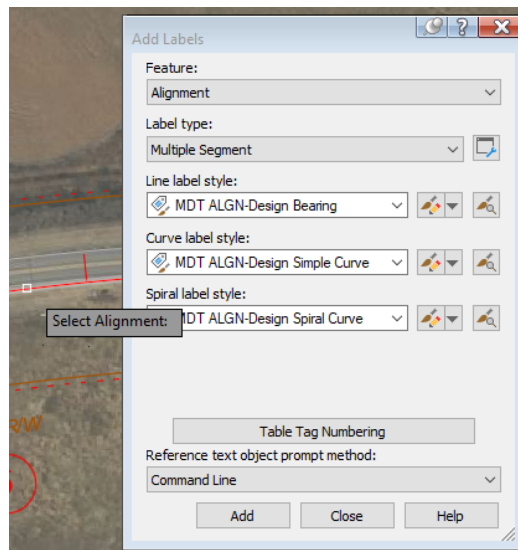 Add Labels
?
Feature:
Alignment
Label type:
Multiple Segment
Line label style:
MDT ALGN-Design Bearing
Curve label style:
MDT ALGN-Design Simple Curve
Spiral label style:
Select Alignment:
MDT ALGN-Design Spiral Curve
R/W
Table Tag Numbering
Reference text object prompt method:
Command Line
Add
Close
Help